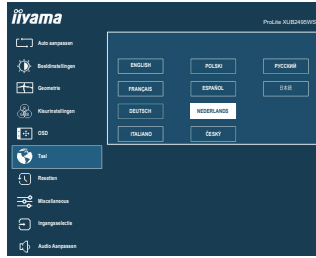 iiyama
ProLite XUB2495WS
Auto aanpassen
Beeldinstellingen
Geometrie
Kleurinstellingen
OSD
Taal
Resetten
Miscellaneous
Ingangsselectie
Audio Aanpassen
ENGLISH POLSKI РУССКИЙ
FRANÇAIS ESPAÑOL 日本語
DEUTSCH NEDERLANDS
ITALIANO ČESKÝ